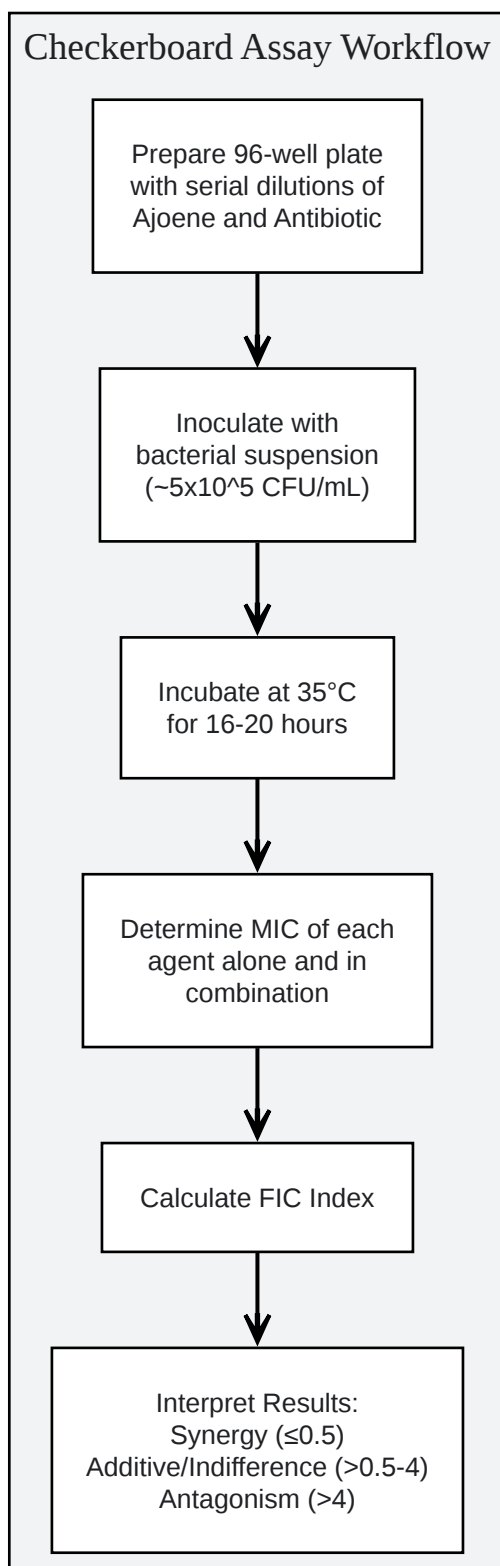 Checkerboard Assay Workflow
Prepare 96-well plate
with serial dilutions of
Ajoene and Antibiotic
Inoculate with
bacterial suspension
(~5x10^5 CFU/mL)
Incubate at 35°C
for 16-20 hours
Determine MIC of each
agent alone and in
combination
Calculate FIC Index
Interpret Results:
Synergy (≤0.5)
Additive/Indifference (>0.5-4)
Antagonism (>4)